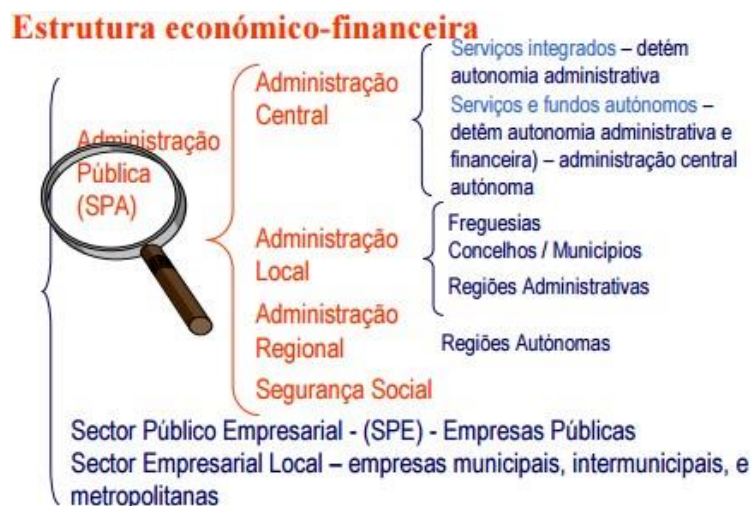 Estrutura económico-financeira
Administração
Pública
(SPA)
Administração
Central
Serviços integrados – detém
autonomia administrativa
Serviços e fundos autónomos –
detêm autonomia administrativa e
financeira) – administração central
autónoma
Administração
Local
Freguesias
Concelhos / Municípios
Regiões Administrativas
Administração
Regional
Regiões Autónomas
Segurança Social
Sector Público Empresarial - (SPE) - Empresas Públicas
Sector Empresarial Local – empresas municipais, intermunicipais, e
metropolitanas